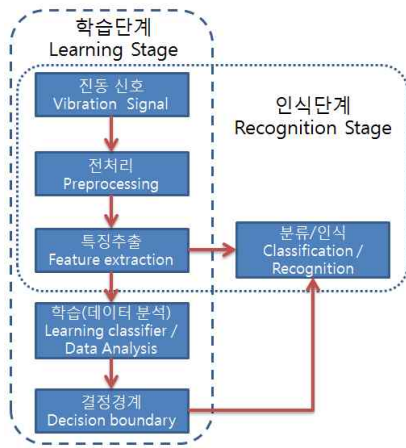 학습단계
Learning Stage
진동 신호
Vibration Signal
인식단계
Recognition Stage
전처리
Preprocessing
특징추출
Feature extraction
분류/인식
Classification /
Recognition
학습(데이터 분석)
Learning classifier /
Data Analysis
결정경계
Decision boundary